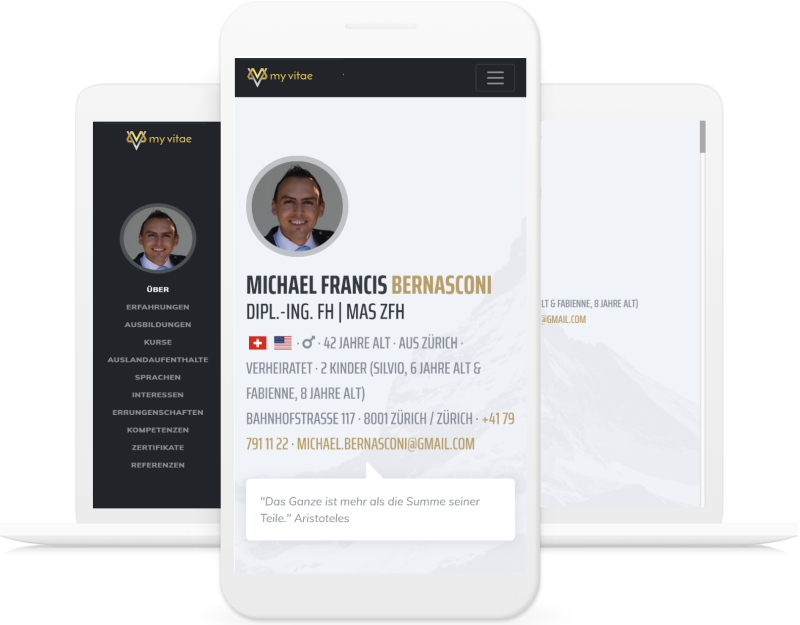 my vitae
ÜBER
ERFAHRUNGEN
AUSBILDUNGEN
KURSE
AUSLANDAUFENTHALTE
SPRACHEN
INTERESSEN
ERRUNGENSCHAFTEN
KOMPETENZEN
ZERTIFIKATE
REFERENZEN
my vitae
MICHAEL FRANCIS BERNASCONI
DIPL.-ING. FH | MAS ZFH
· · 42 JAHRE ALT · AUS ZÜRICH ·
VERHEIRATET · 2 KINDER (SILVIO, 6 JAHRE ALT &
FABIENNE, 8 JAHRE ALT)
BAHNHOFSTRASSE 117 · 8001 ZÜRICH / ZÜRICH · +41 79
791 11 22 · MICHAEL.BERNASCONI@GMAIL.COM
"Das Ganze ist mehr als die Summe seiner
Teile." Aristoteles
LT & FABIENNE, 8 JAHRE ALT)
@GMAIL.COM